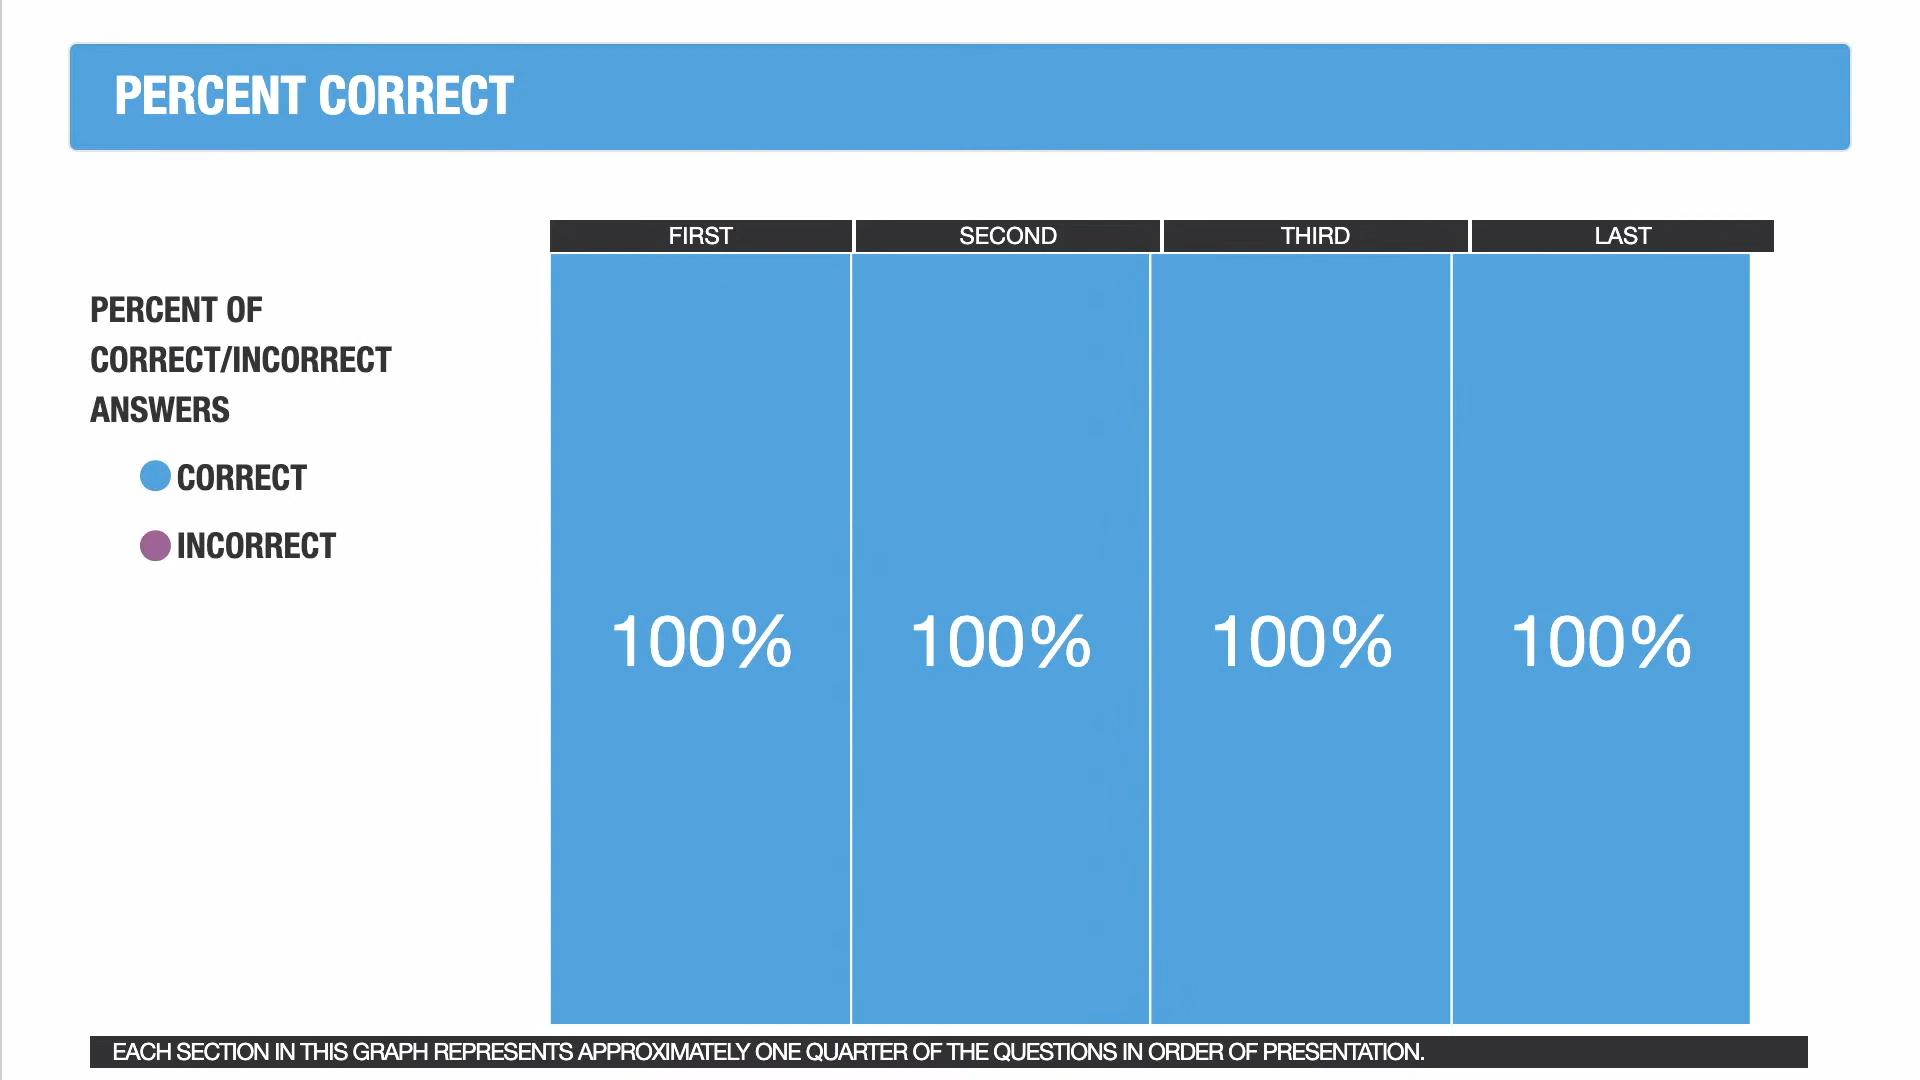 PERCENT CORRECT
FIRST SECOND THIRD LAST
PERCENT OF
CORRECT/INCORRECT
ANSWERS
CORRECT
INCORRECT
100% 100% 100% 100%
EACH SECTION IN THIS GRAPH REPRESENTS APPROXIMATELY ONE QUARTER OF THE QUESTIONS IN ORDER OF PRESENTATION.